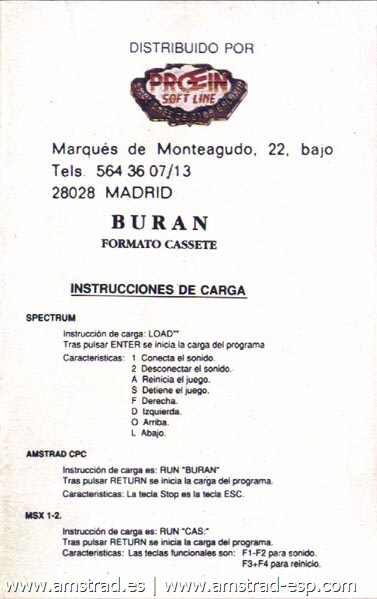 DISTRIBUIDO POR
PROEIN
SOFT LINE
Marqués de Monteagudo, 22, bajo
Tels. 564 36 07/13
28028 MADRID
BURAN
FORMATO CASSETE
INSTRUCCIONES DE CARGA
SPECTRUM
Instrucción de carga: LOAD""
Tras pulsar ENTER se inicia la carga del programa
Caracteristicas: 1 Conecta el sonido.
2 Desconectar el sonido.
A Reinicia el juego.
S Detiene el juego.
F Derecha.
D Izquierda.
O Arriba.
L Abajo.
AMSTRAD CPC
Instrucción de carga es: RUN "BURAN"
Tras pulsar RETURN se inicia la carga del programa.
Caracteristicas: La tecla Stop es la tecla ESC.
MSX 1-2.
Instrucción de carga es: RUN "CAS:"
Tras pulsar RETURN se inicia la carga del programa.
Caracteristicas: Las teclas funcionales son: F1-F2 para sonido.
F3+F4 para reinicio.
www.amstrad.es | www.amstrad-esp.com